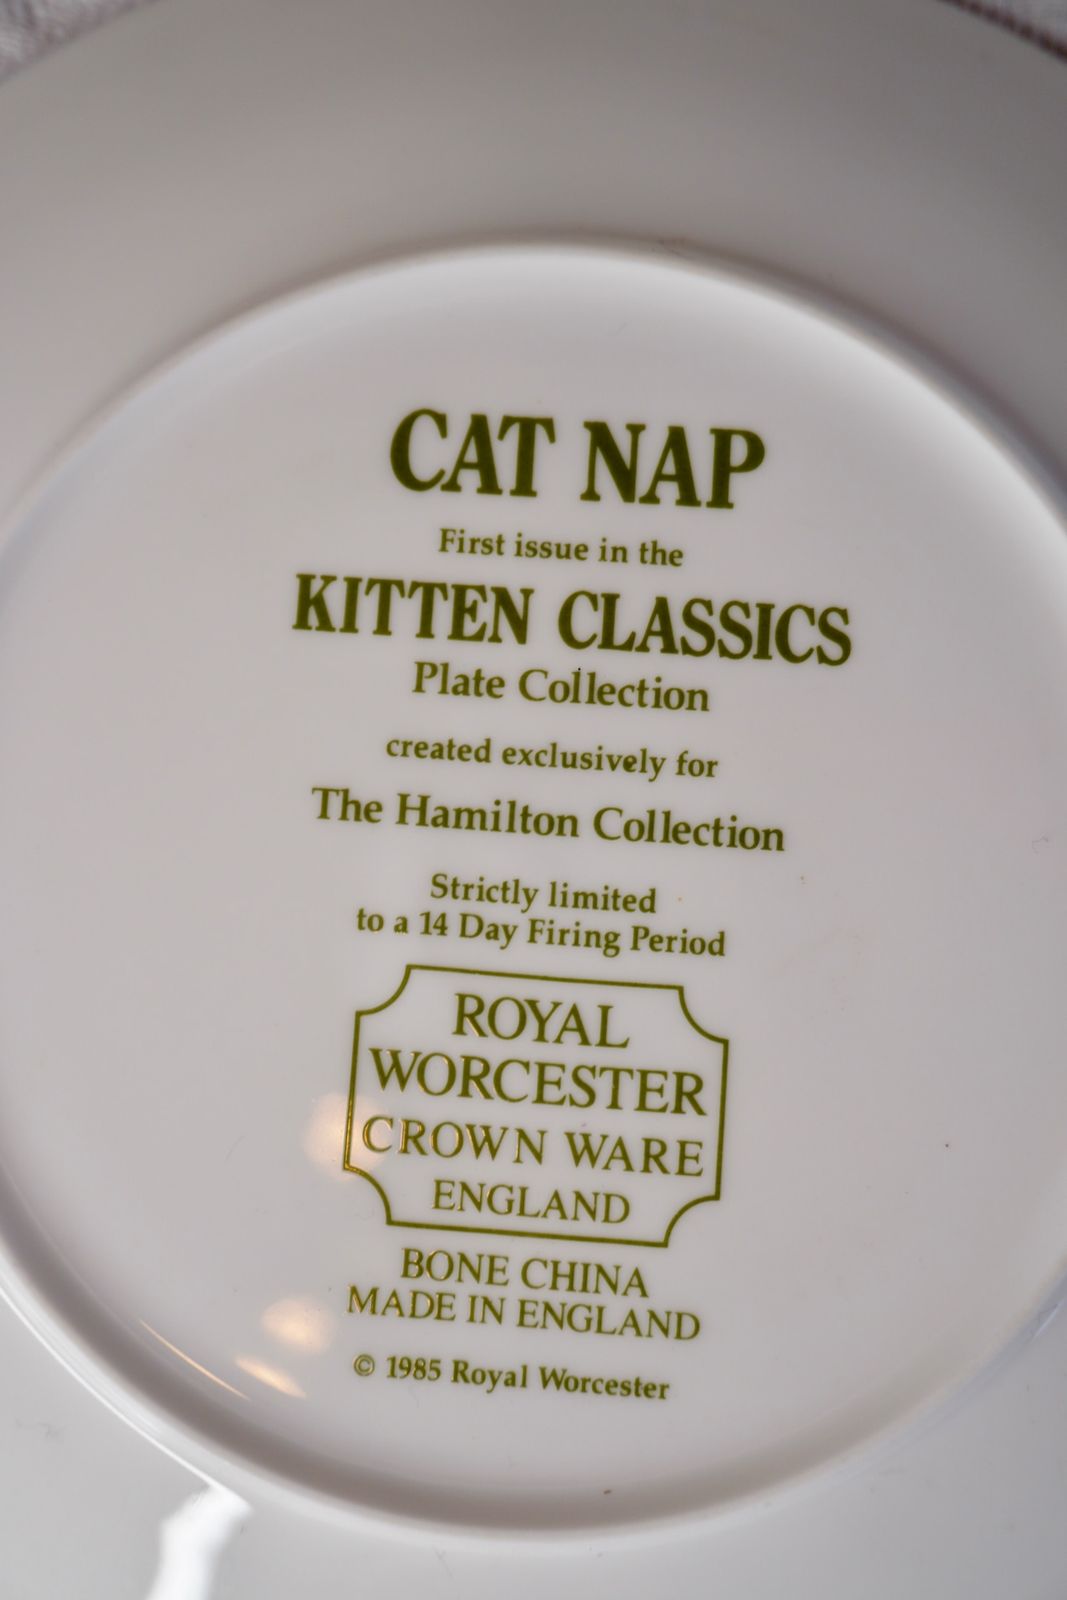 CAT NAP
First issue in the
KITTEN CLASSICS
Plate Collection
created exclusively for
The Hamilton Collection
Strictly limited
to a 14 Day Firing Period
ROYAL
WORCESTER
CROWN WARE
ENGLAND
BONE CHINA
MADE IN ENGLAND
© 1985 Royal Worcester